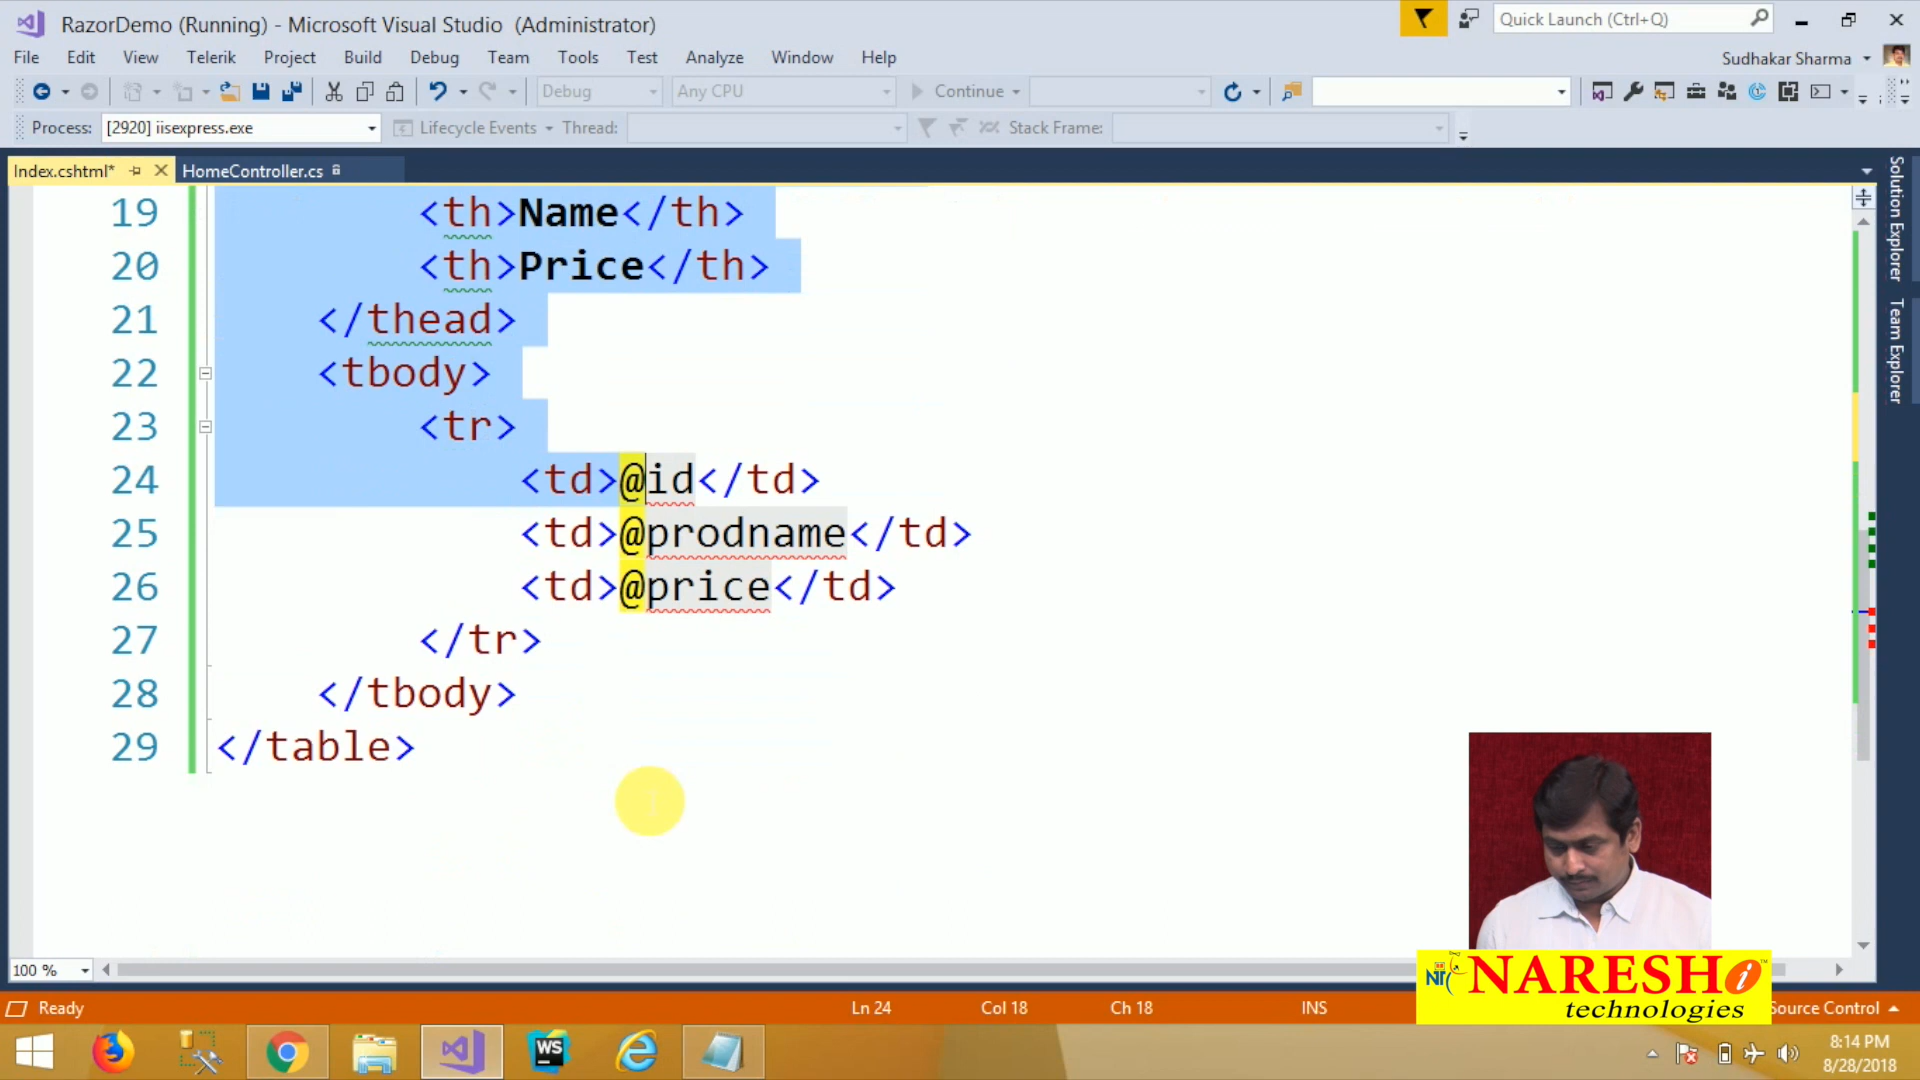 RazorDemo (Running) - Microsoft Visual Studio (Administrator)
Quick Launch (Ctrl+Q)
File Edit View Telerik Project Build Debug Team Tools Test Analyze Window Help
Sudhakar Sharma
Debug Any CPU Continue
Process: [2920] iisexpress.exe Lifecycle Events Thread: Stack Frame:
Index.cshtml* HomeController.cs
Solution Explorer
Team Explorer
19 <th>Name</th>
20 <th>Price</th>
21 </thead>
22 <tbody>
23 <tr>
24 <td>@id</td>
25 <td>@prodname</td>
26 <td>@price</td>
27 </tr>
28 </tbody>
29 </table>
100 %
NTi NARESH i ™
technologies
Ready Ln 24 Col 18 Ch 18 INS Source Control
WS
8:14 PM
8/28/2018